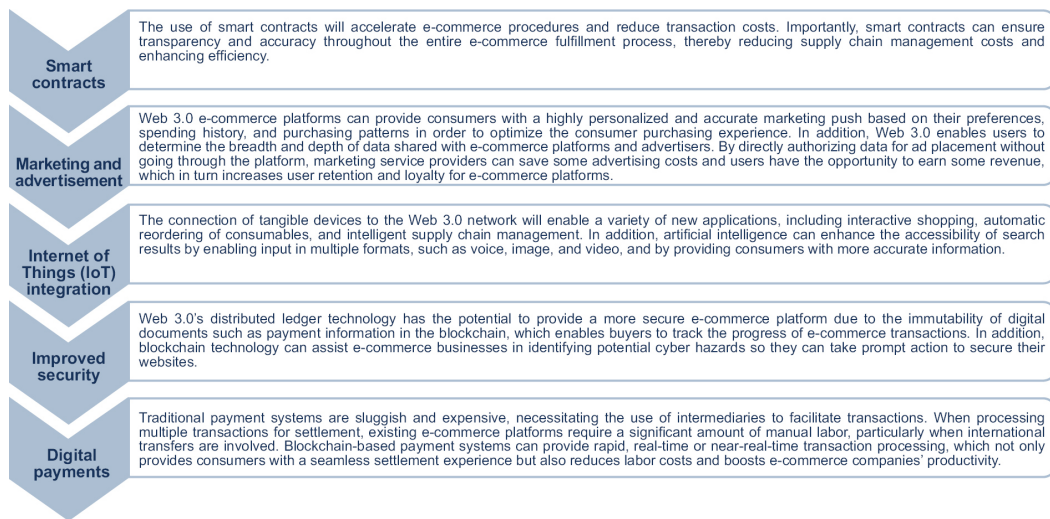 Smart
contracts
The use of smart contracts will accelerate e-commerce procedures and reduce transaction costs. Importantly, smart contracts can ensure
transparency and accuracy throughout the entire e-commerce fulfillment process, thereby reducing supply chain management costs and
enhancing efficiency.
Marketing and
advertisement
Web 3.0 e-commerce platforms can provide consumers with a highly personalized and accurate marketing push based on their preferences,
spending history, and purchasing patterns in order to optimize the consumer purchasing experience. In addition, Web 3.0 enables users to
determine the breadth and depth of data shared with e-commerce platforms and advertisers. By directly authorizing data for ad placement without
going through the platform, marketing service providers can save some advertising costs and users have the opportunity to earn some revenue,
which in turn increases user retention and loyalty for e-commerce platforms.
Internet of
Things (IoT)
integration
The connection of tangible devices to the Web 3.0 network will enable a variety of new applications, including interactive shopping, automatic
reordering of consumables, and intelligent supply chain management. In addition, artificial intelligence can enhance the accessibility of search
results by enabling input in multiple formats, such as voice, image, and video, and by providing consumers with more accurate information.
Improved
security
Web 3.0's distributed ledger technology has the potential to provide a more secure e-commerce platform due to the immutability of digital
documents such as payment information in the blockchain, which enables buyers to track the progress of e-commerce transactions. In addition,
blockchain technology can assist e-commerce businesses in identifying potential cyber hazards so they can take prompt action to secure their
websites.
Digital
payments
Traditional payment systems are sluggish and expensive, necessitating the use of intermediaries to facilitate transactions. When processing
multiple transactions for settlement, existing e-commerce platforms require a significant amount of manual labor, particularly when international
transfers are involved. Blockchain-based payment systems can provide rapid, real-time or near-real-time transaction processing, which not only
provides consumers with a seamless settlement experience but also reduces labor costs and boosts e-commerce companies' productivity.